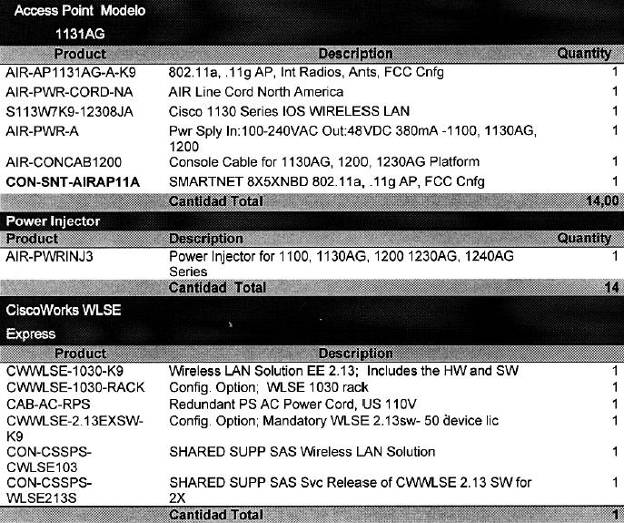 Access Point Modelo
1131AG
Product Description Quantity
AIR-AP1131AG-A-K9 802.11a, .11g AP, Int Radios, Ants, FCC Cnfg 1
AIR-PWR-CORD-NA AIR Line Cord North America 1
S113W7K9-12308JA Cisco 1130 Series IOS WIRELESS LAN 1
AIR-PWR-A Pwr Sply In:100-240VAC Out:48VDC 380mA -1100, 1130AG, 1
1200
AIR-CONCAB1200 Console Cable for 1130AG, 1200, 1230AG Platform 1
CON-SNT-AIRAP11A SMARTNET 8X5XNBD 802.11a, .11g AP, FCC Cnfg 1
Cantidad Total 14,00
Power Injector
Product Description Quantity
AIR-PWRINJ3 Power Injector for 1100, 1130AG, 1200 1230AG, 1240AG 1
Series
Cantidad Total 14
CiscoWorks WLSE
Express
Product Description Quantity
CWWLSE-1030-K9 Wireless LAN Solution EE 2.13; Includes the HW and SW 1
CWWLSE-1030-RACK Config. Option; WLSE 1030 rack 1
CAB-AC-RPS Redundant PS AC Power Cord, US 110V 1
CWWLSE-2.13EXSW- Config. Option; Mandatory WLSE 2.13sw- 50 device lic 1
K9
CON-CSSPS- SHARED SUPP SAS Wireless LAN Solution 1
CWLSE103
CON-CSSPS- SHARED SUPP SAS Svc Release of CWWLSE 2.13 SW for 1
WLSE213S 2X
Cantidad Total 1